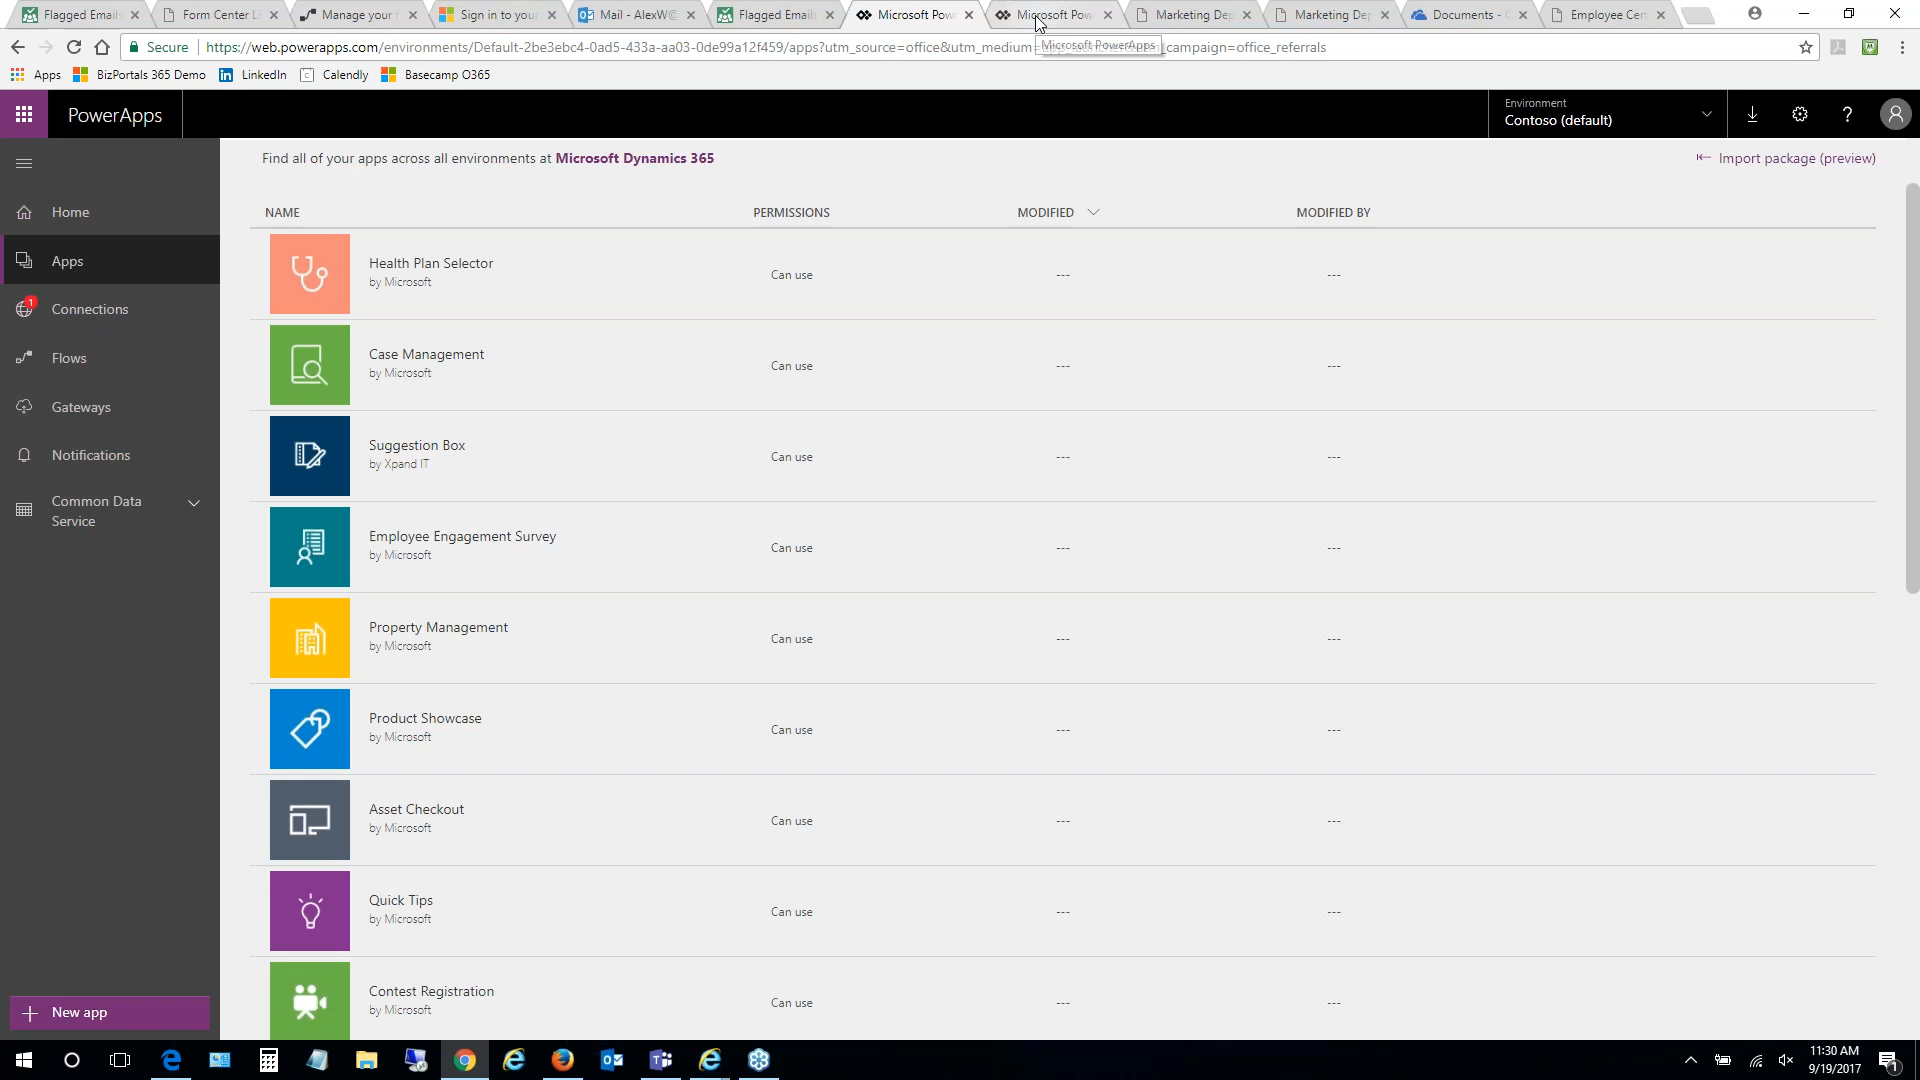 Flagged Emails
Form Center Li
Manage your f
Sign in to your
Mail - AlexW@
Flagged Emails
Microsoft Pow
Microsoft Pow
Marketing Dep
Marketing Dep
Documents - C
Employee Cen
Secure
https://web.powerapps.com/environments/Default-2be3ebc4-0ad5-433a-aa03-0de99a12f459/apps?utm_source=office&utm_medium= _campaign=office_referrals
Microsoft PowerApps
Apps
BizPortals 365 Demo
LinkedIn
Calendly
Basecamp O365
PowerApps
Environment
Contoso (default)
?
Find all of your apps across all environments at Microsoft Dynamics 365
Import package (preview)
Home
Apps
1
Connections
Flows
Gateways
Notifications
Common Data
Service
New app
NAME PERMISSIONS MODIFIED MODIFIED BY
Health Plan Selector
by Microsoft
Can use --- ---
Case Management
by Microsoft
Can use --- ---
Suggestion Box
by Xpand IT
Can use --- ---
Employee Engagement Survey
by Microsoft
Can use --- ---
Property Management
by Microsoft
Can use --- ---
Product Showcase
by Microsoft
Can use --- ---
Asset Checkout
by Microsoft
Can use --- ---
Quick Tips
by Microsoft
Can use --- ---
Contest Registration
by Microsoft
Can use --- ---
11:30 AM
9/19/2017
1